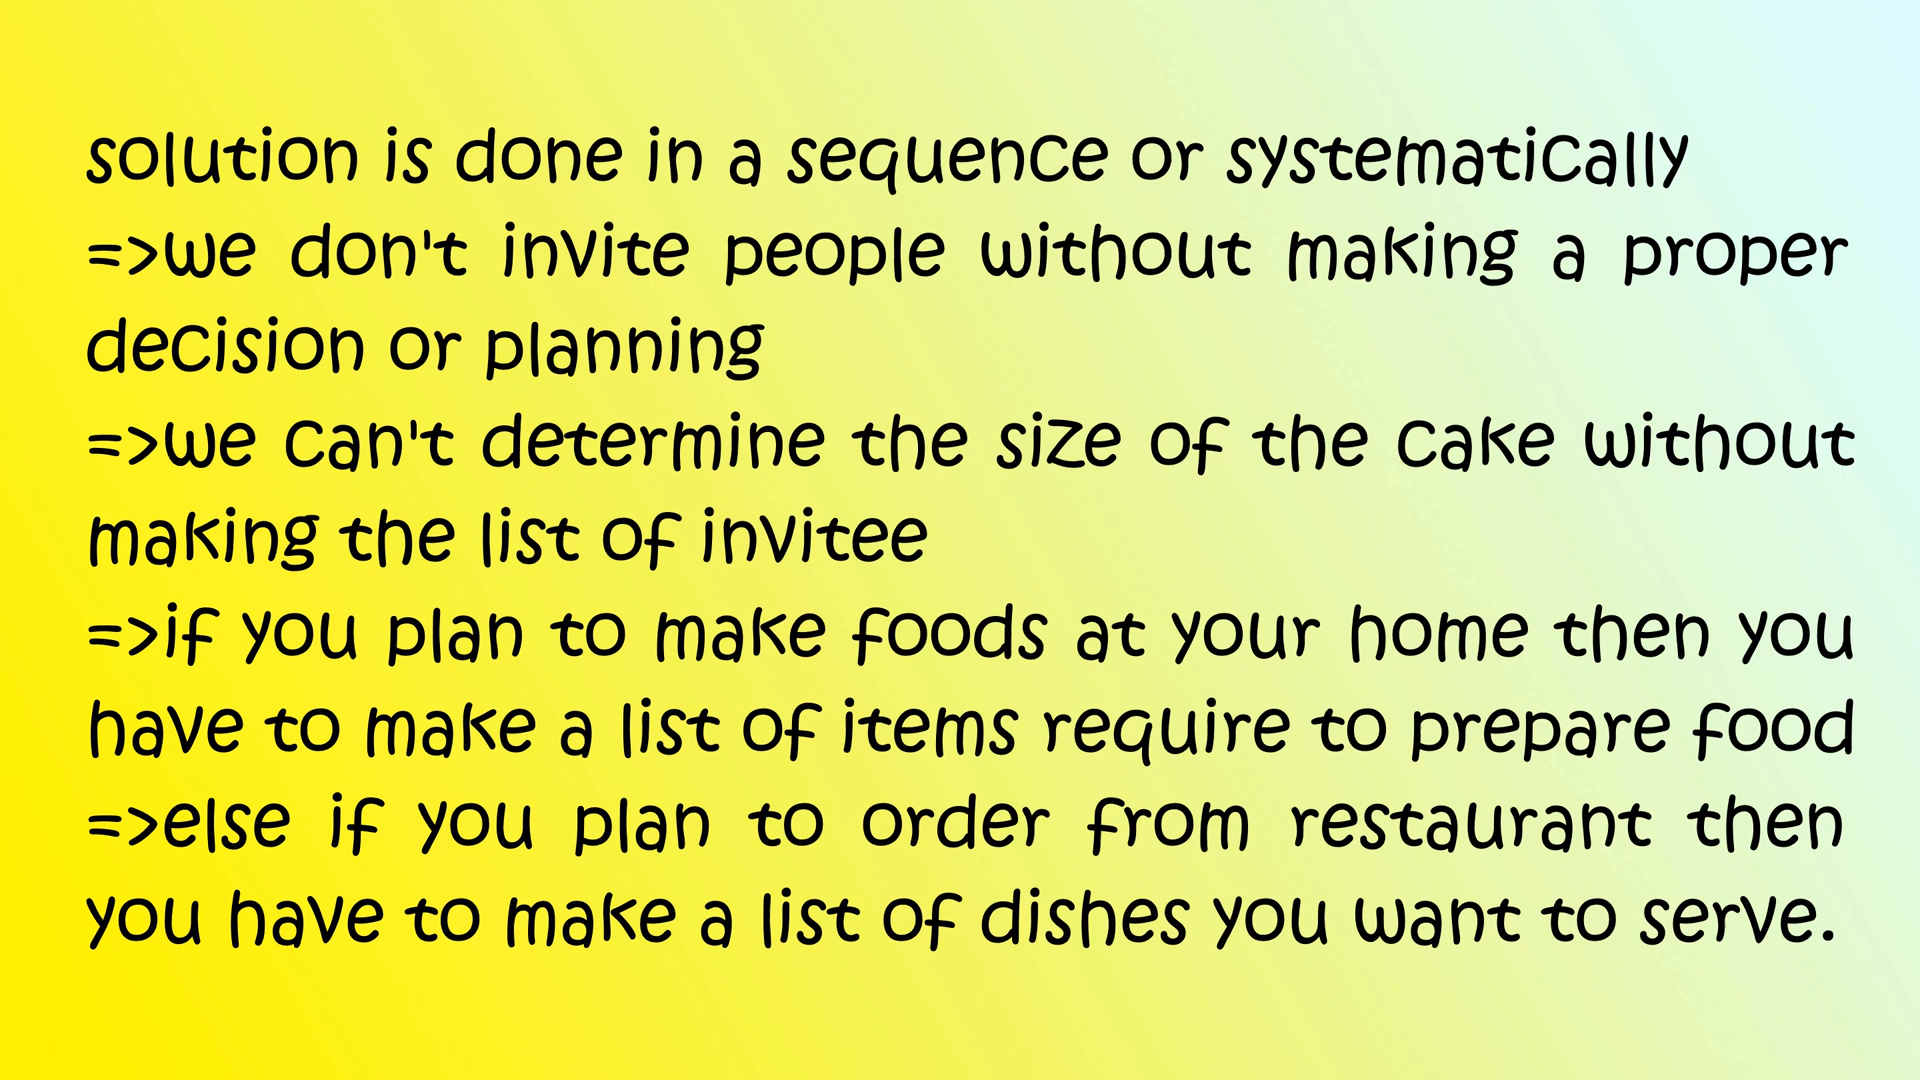 solution is done in a sequence or systematically
=>we don't invite people without making a proper
decision or planning
=>we can't determine the size of the cake without
making the list of invitee
=>if you plan to make foods at your home then you
have to make a list of items require to prepare food
=>else if you plan to order from restaurant then
you have to make a list of dishes you want to serve.